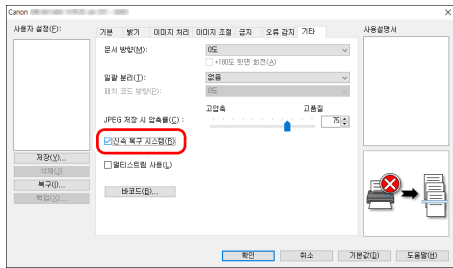 Canon
사용자 설정(F):
기본 밝기 이미지 처리 이미지 조절 급지 오류 감지 기타
사용설명서
문서 방향(M):
0도
+180도 뒷면 회전(A)
일괄 분리(T):
없음
패치 코드 방향(P):
0도
고압축
고품질
JPEG 저장 시 압축률(C) :
75
신속 복구 시스템(R)
멀티스트림 사용(L)
바코드(B)...
저장(V)...
삭제(J)
복구(I)...
백업(X)...
확인
취소
기본값(D)
도움말(H)